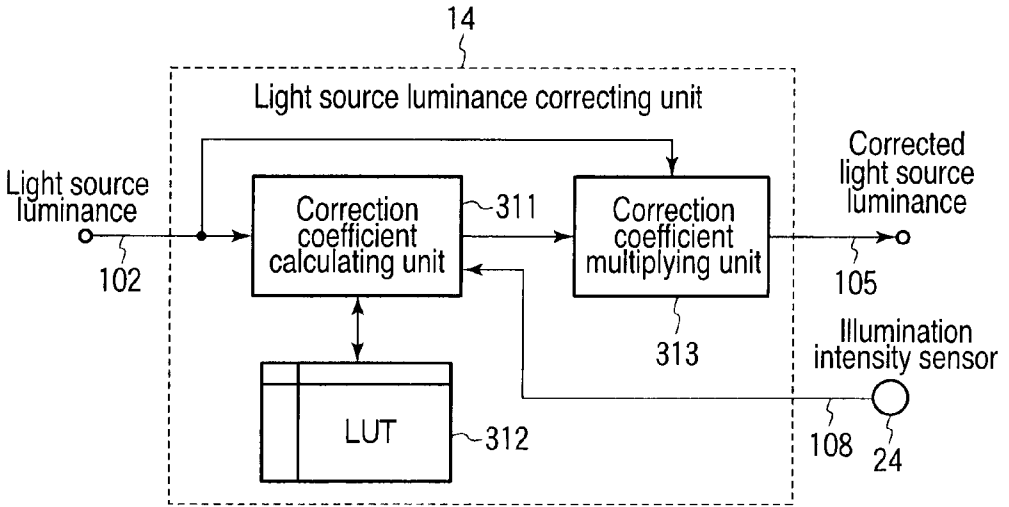 14
Light source luminance correcting unit
Light source
luminance
102
Correction
coefficient
calculating unit
311
Correction
coefficient
multiplying unit
313
Corrected
light source
luminance
105
Illumination
intensity sensor
24
108
LUT
312